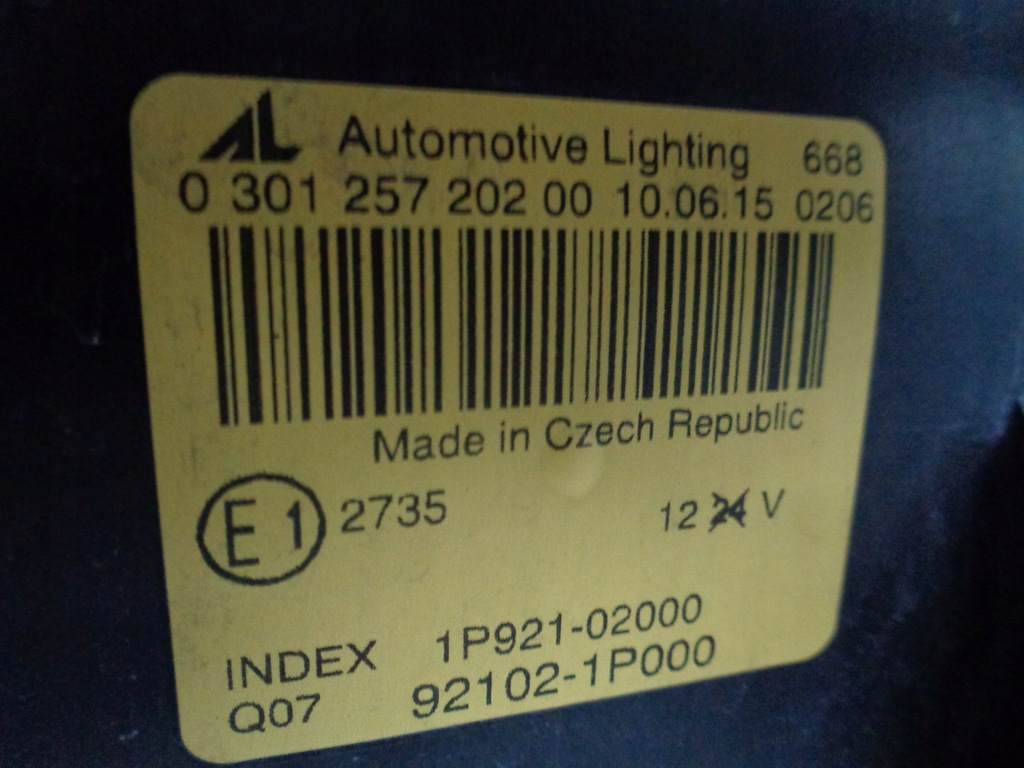 AL Automotive Lighting 668
0 301 257 202 00 10.06.15 0206
Made in Czech Republic
E1 2735 12 24 V
INDEX 1P921-02000
Q07 92102-1P000